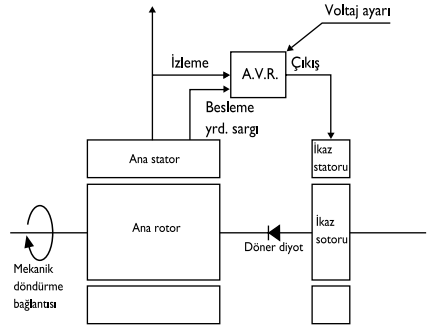 Voltaj ayarı
İzleme
A.V.R.
Çıkış
Besleme
yrd. sargı
Ana stator
İkaz
statoru
Ana rotor
Döner diyot
İkaz
sotoru
Mekanik
döndürme
bağlantısı